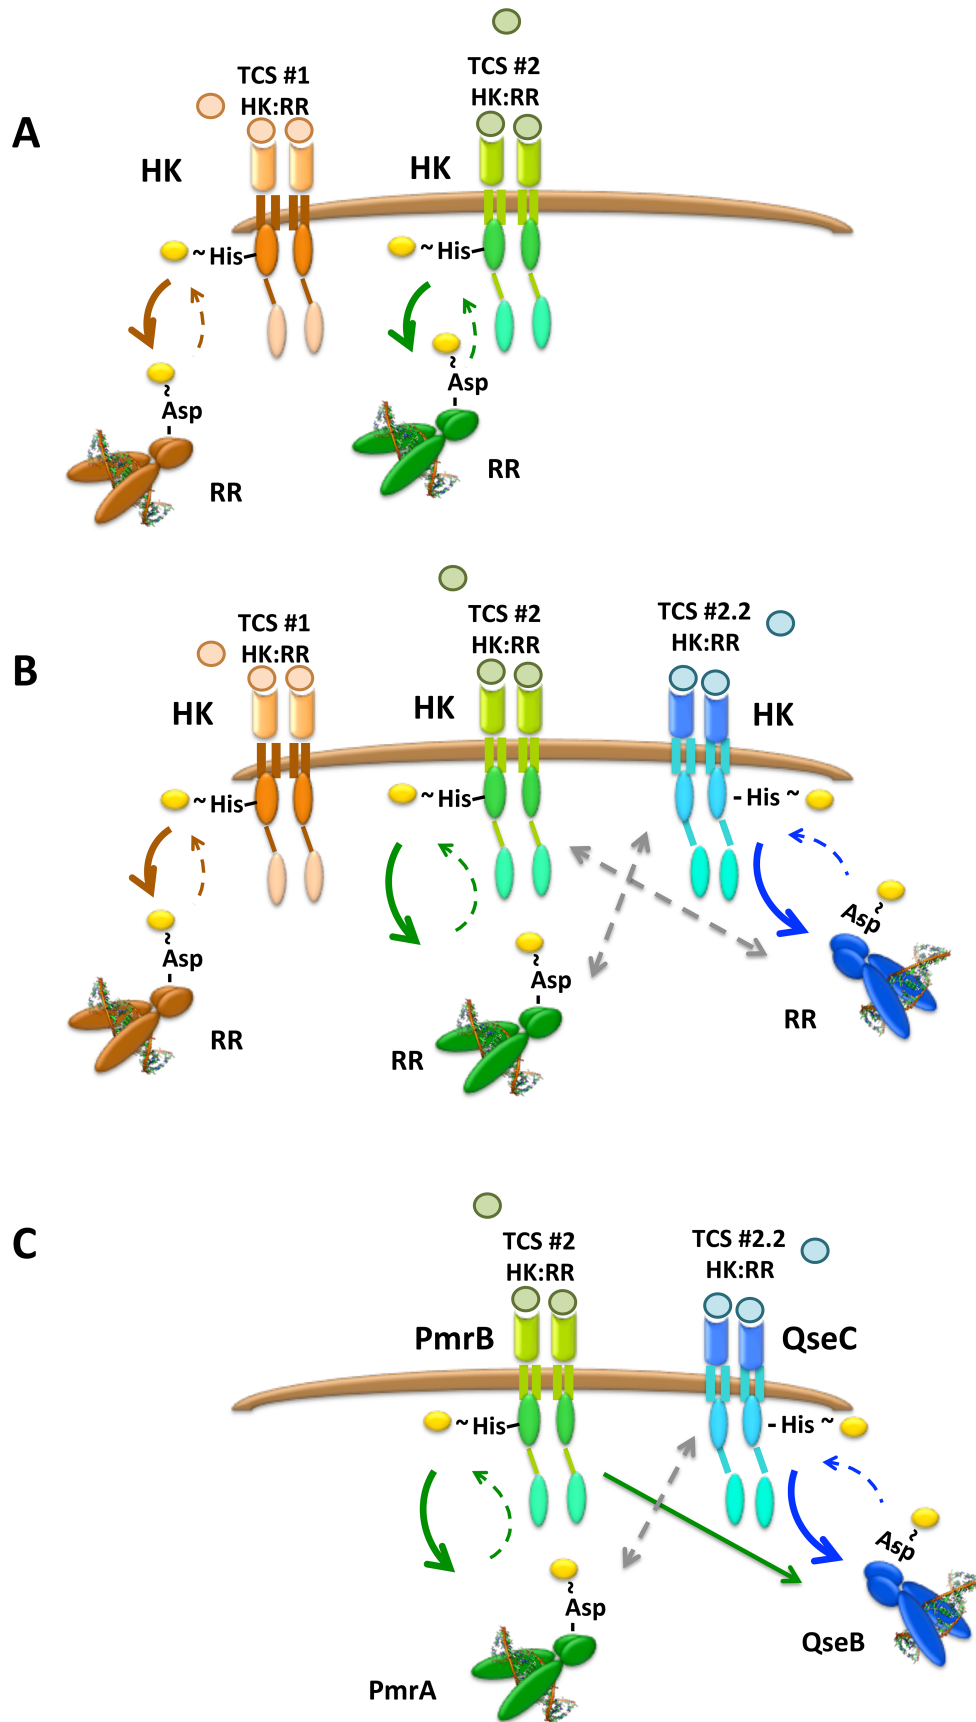 A
TCS #1
HK:RR
HK
TCS #2
HK:RR
HK
~ His
~ His
~
Asp
RR
~
Asp
RR
B
TCS #1
HK:RR
HK
TCS #2
HK:RR
HK
TCS #2.2
HK:RR
HK
~ His
~ His
- His ~
~
Asp
RR
~
Asp
RR
~
Asp
RR
C
TCS #2
HK:RR
PmrB
TCS #2.2
HK:RR
QseC
~ His
- His ~
~
Asp
PmrA
~
Asp
QseB